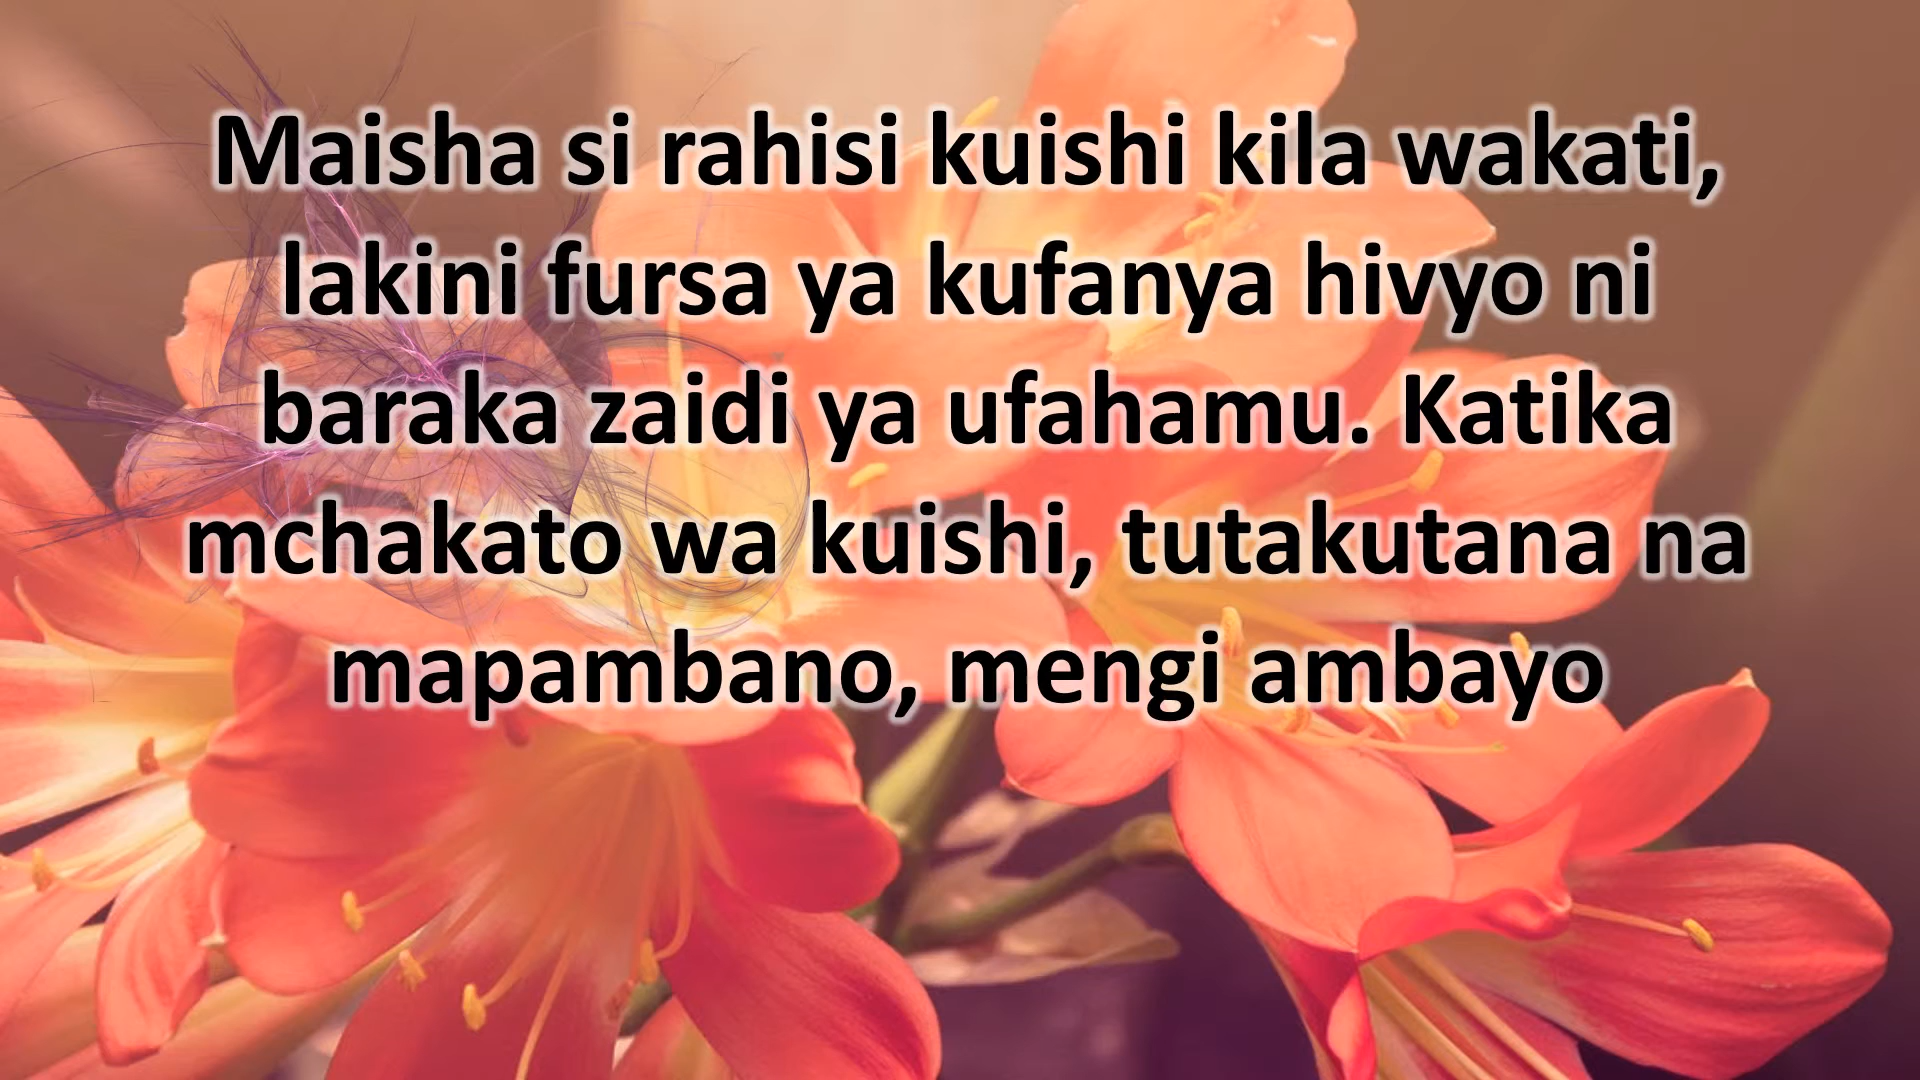 Maisha si rahisi kuishi kila wakati,
lakini fursa ya kufanya hivyo ni
baraka zaidi ya ufahamu. Katika
mchakato wa kuishi, tutakutana na
mapambano, mengi ambayo